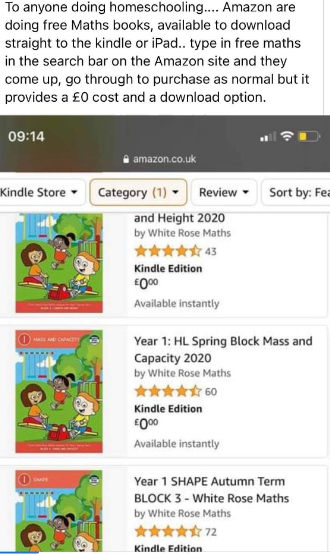 To anyone doing homeschooling.... Amazon are
doing free Maths books, available to download
straight to the kindle or iPad.. type in free maths
in the search bar on the Amazon site and they
come up, go through to purchase as normal but it
provides a £0 cost and a download option.
09:14
amazon.co.uk
Kindle Store
Category (1)
Review
Sort by: Fea
and Height 2020
by White Rose Maths
43
Kindle Edition
£0⁰⁰
Available instantly
1 MASS AND CAPACITY
Year 1: HL Spring Block Mass and
Capacity 2020
by White Rose Maths
60
Kindle Edition
£0⁰⁰
Available instantly
1 SHAPE
Year 1 SHAPE Autumn Term
BLOCK 3 - White Rose Maths
by White Rose Maths
72
Kindle Edition